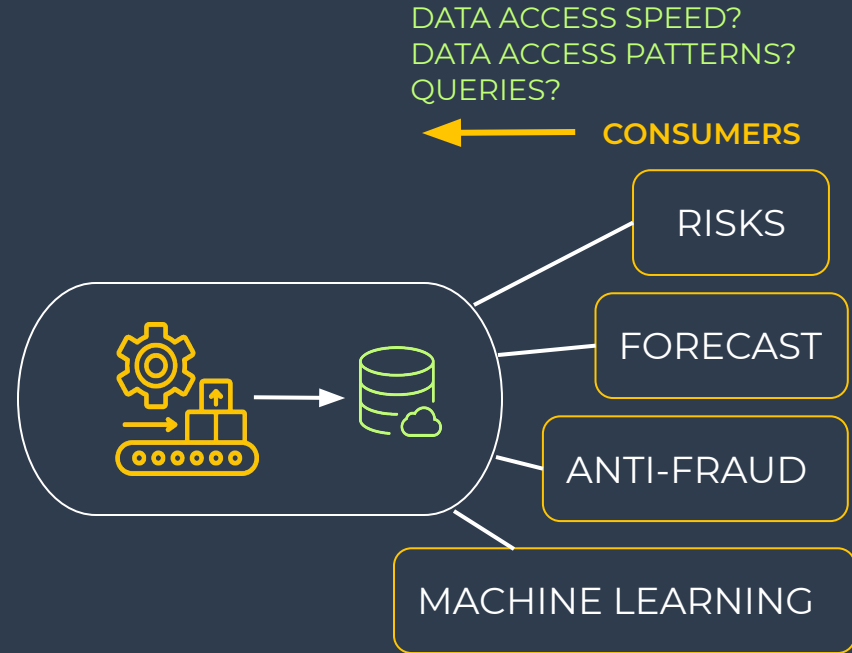 DATA ACCESS SPEED?
DATA ACCESS PATTERNS?
QUERIES?
CONSUMERS
RISKS
FORECAST
ANTI-FRAUD
MACHINE LEARNING